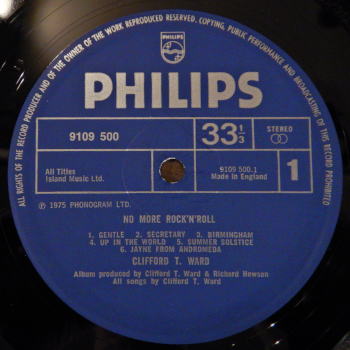 ALL RIGHTS OF THE RECORD PRODUCER AND OF THE OWNER OF THE WORK REPRODUCED RESERVED. COPYING, PUBLIC PERFORMANCE AND BROADCASTING OF THIS RECORD PROHIBITED
PHILIPS
PHILIPS
9109 500
33 1/3
STEREO
All Titles
Island Music Ltd.
9109 500.1
Made in England
1
℗ 1975 PHONOGRAM LTD.
NO MORE ROCK'N'ROLL
1. GENTLE 2. SECRETARY 3. BIRMINGHAM
4. UP IN THE WORLD 5. SUMMER SOLSTICE
6. JAYNE FROM ANDROMEDA
CLIFFORD T. WARD
Album produced by Clifford T. Ward & Richard Hewson
All songs by Clifford T. Ward